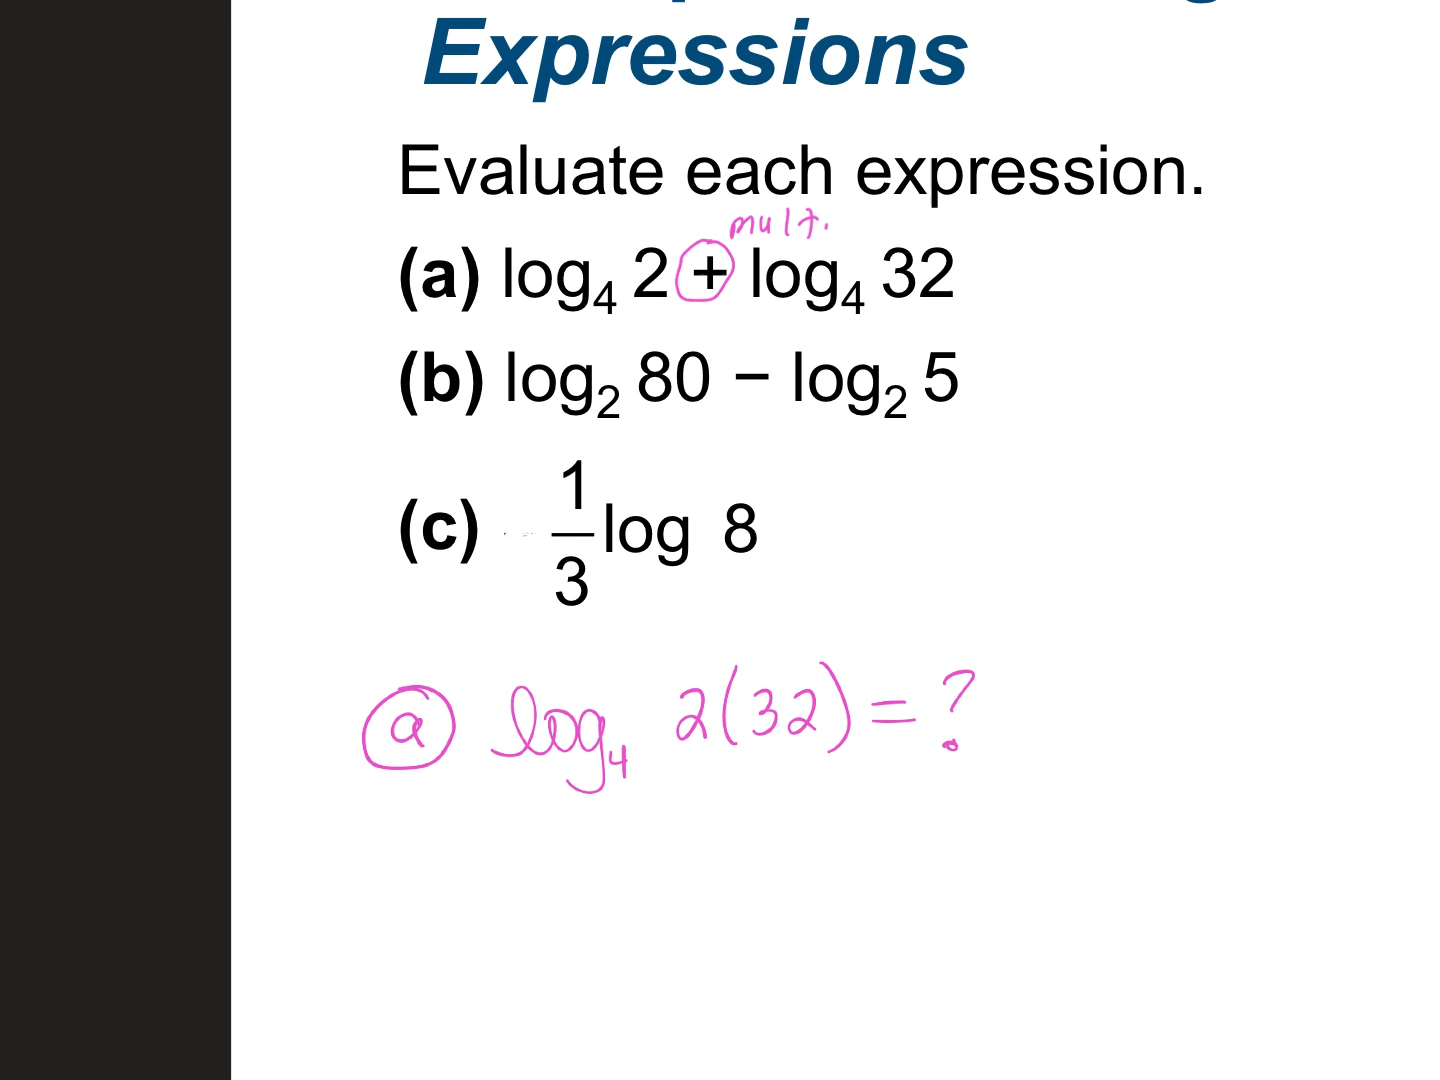 Expressions
Evaluate each expression.
mult.
(a) log₄ 2 + log₄ 32
(b) log₂ 80 − log₂ 5
(c) 1/3 log 8
a log₄ 2(32) = ?